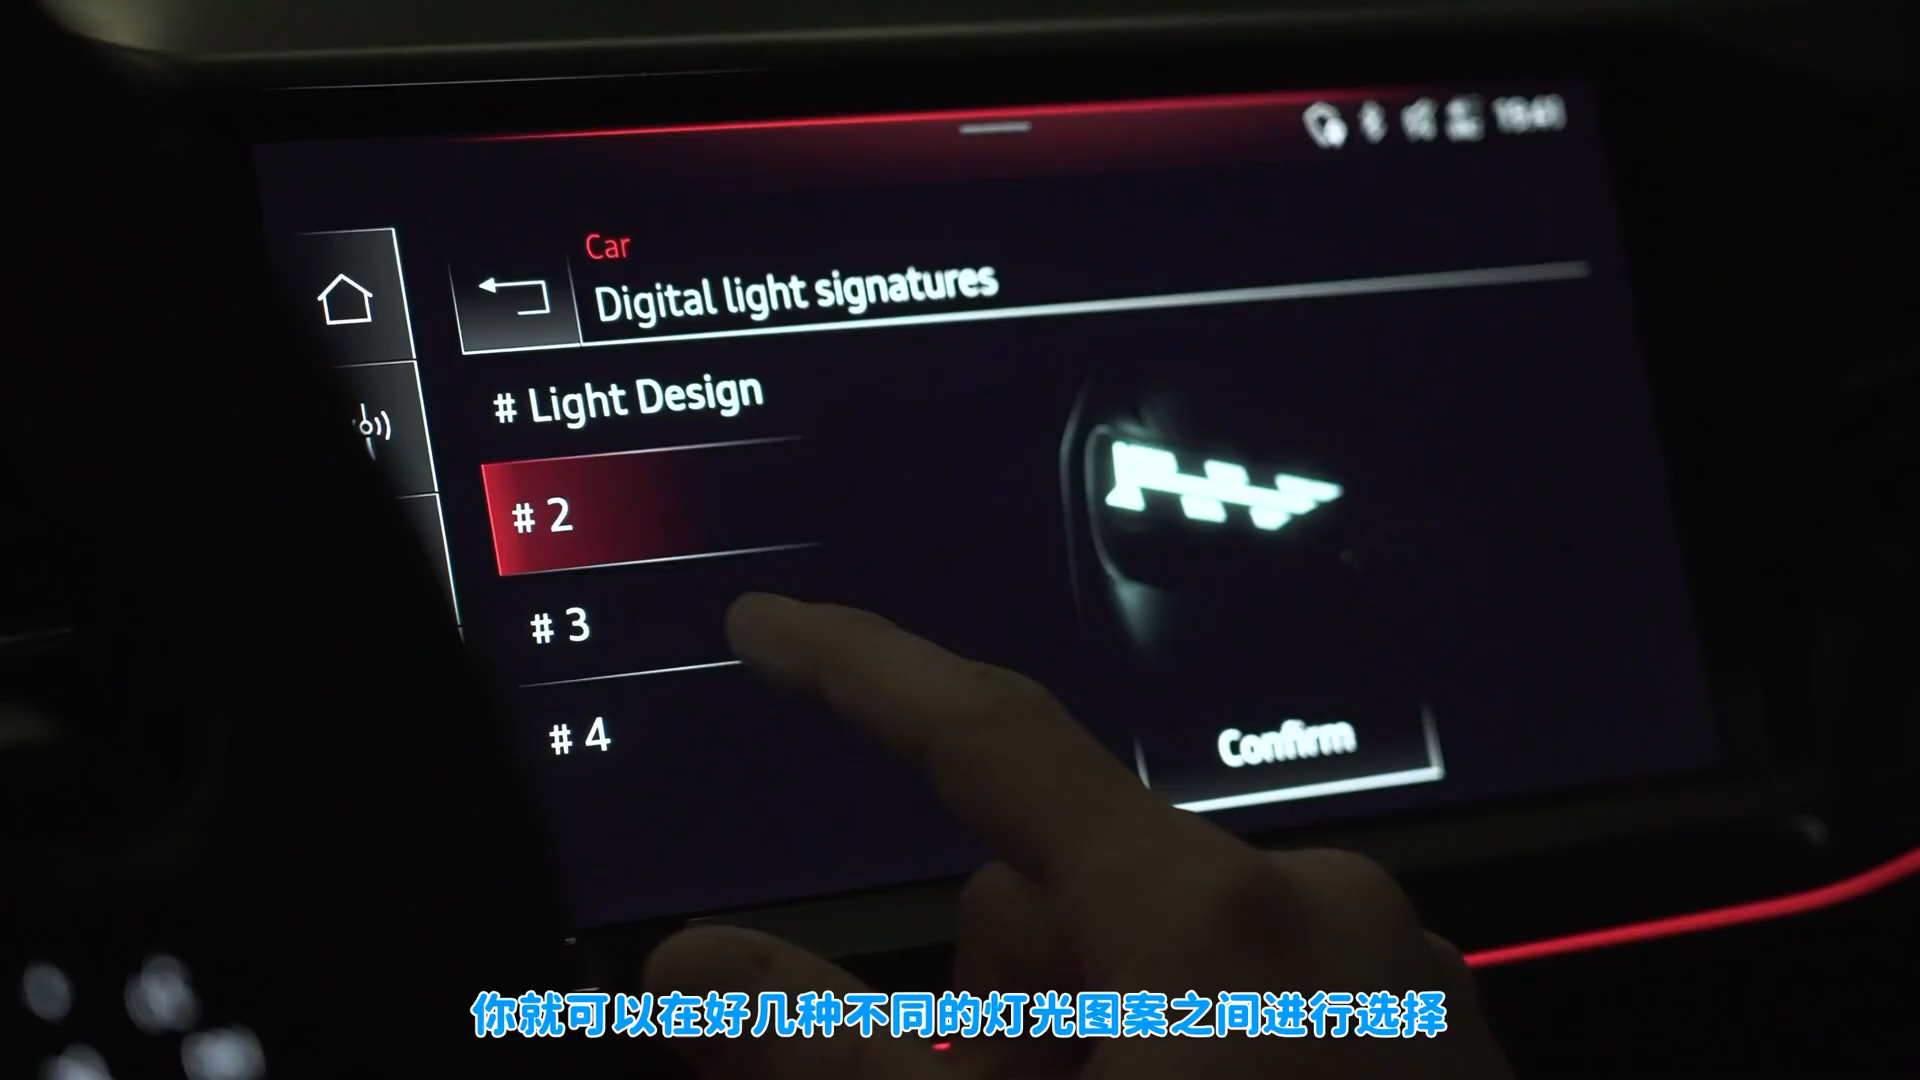 Car
Digital light signatures
# Light Design
# 2
# 3
# 4
Confirm
你就可以在好几种不同的灯光图案之间进行选择